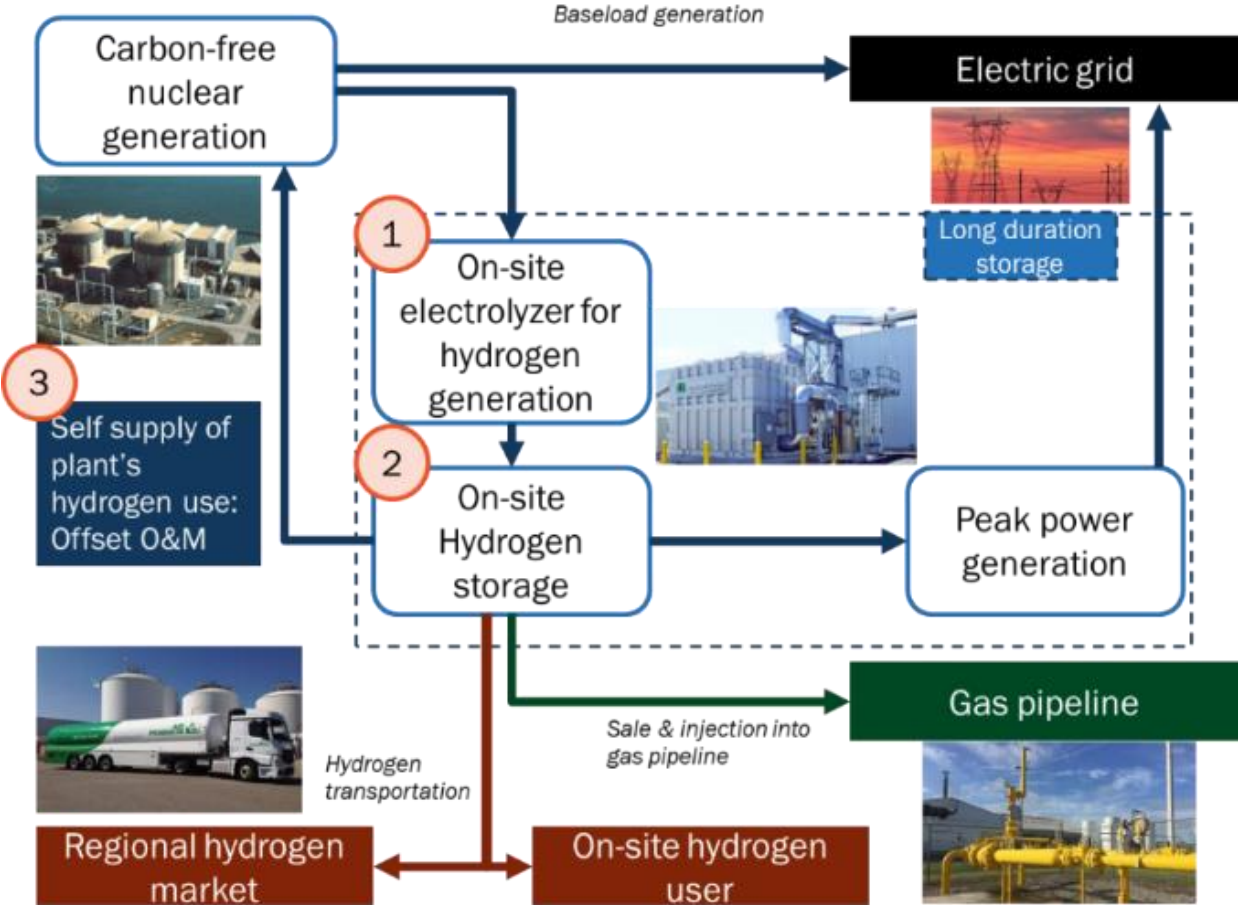 Baseload generation
Carbon-free
nuclear
generation
Electric grid
1
Long duration
storage
On-site
electrolyzer for
hydrogen
generation
3
Self supply of
plant's
hydrogen use:
Offset O&M
2
On-site
Hydrogen
storage
Peak power
generation
Gas pipeline
Sale & injection into
gas pipeline
Hydrogen
transportation
Regional hydrogen
market
On-site hydrogen
user